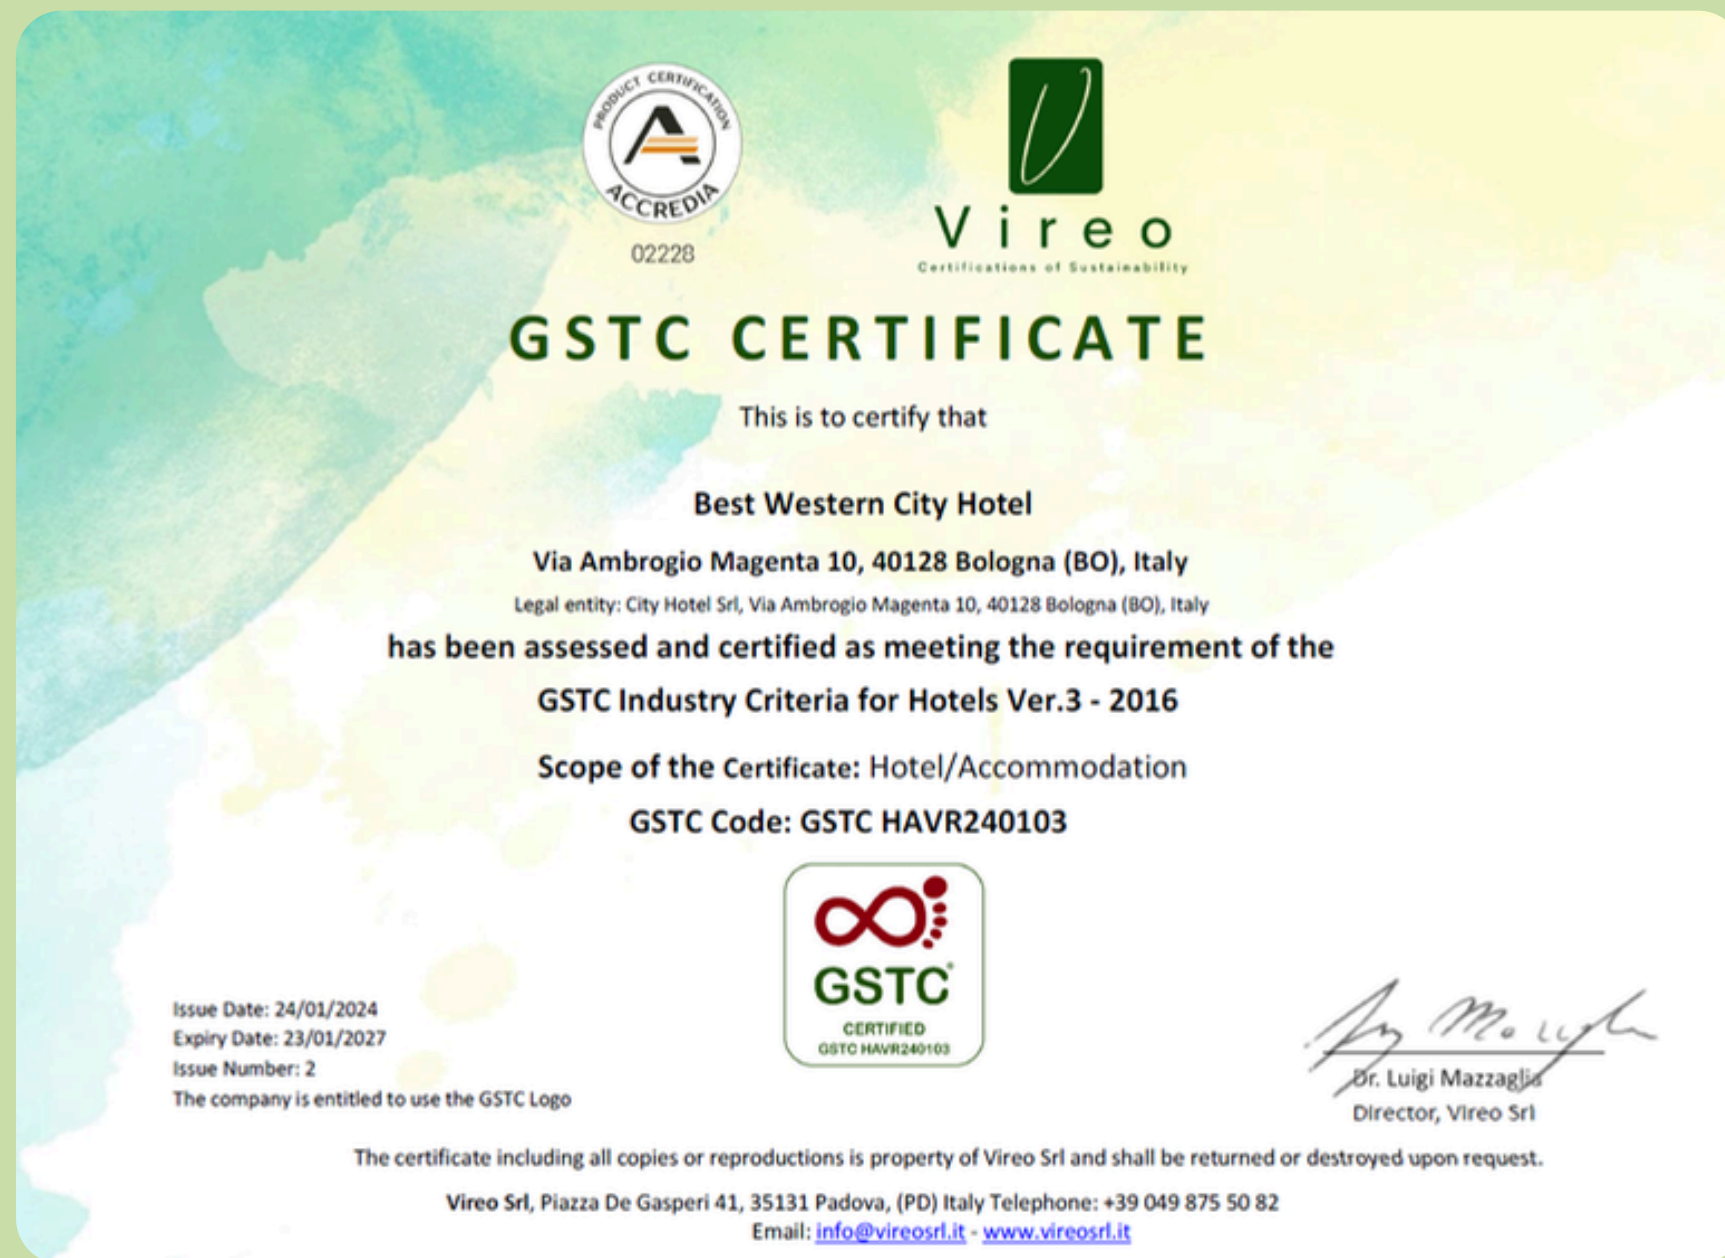 PRODUCT CERTIFICATION
ACCREDIA
02228
Vireo
Certifications of Sustainability
GSTC CERTIFICATE
This is to certify that
Best Western City Hotel
Via Ambrogio Magenta 10, 40128 Bologna (BO), Italy
Legal entity: City Hotel Srl, Via Ambrogio Magenta 10, 40128 Bologna (BO), Italy
has been assessed and certified as meeting the requirement of the
GSTC Industry Criteria for Hotels Ver.3 - 2016
Scope of the Certificate: Hotel/Accommodation
GSTC Code: GSTC HAVR240103
GSTC®
CERTIFIED
GSTC HAVR240103
Issue Date: 24/01/2024
Expiry Date: 23/01/2027
Issue Number: 2
The company is entitled to use the GSTC Logo
Dr. Luigi Mazzaglia
Director, Vireo Srl
The certificate including all copies or reproductions is property of Vireo Srl and shall be returned or destroyed upon request.
Vireo Srl, Piazza De Gasperi 41, 35131 Padova, (PD) Italy Telephone: +39 049 875 50 82
Email: info@vireosrl.it - www.vireosrl.it